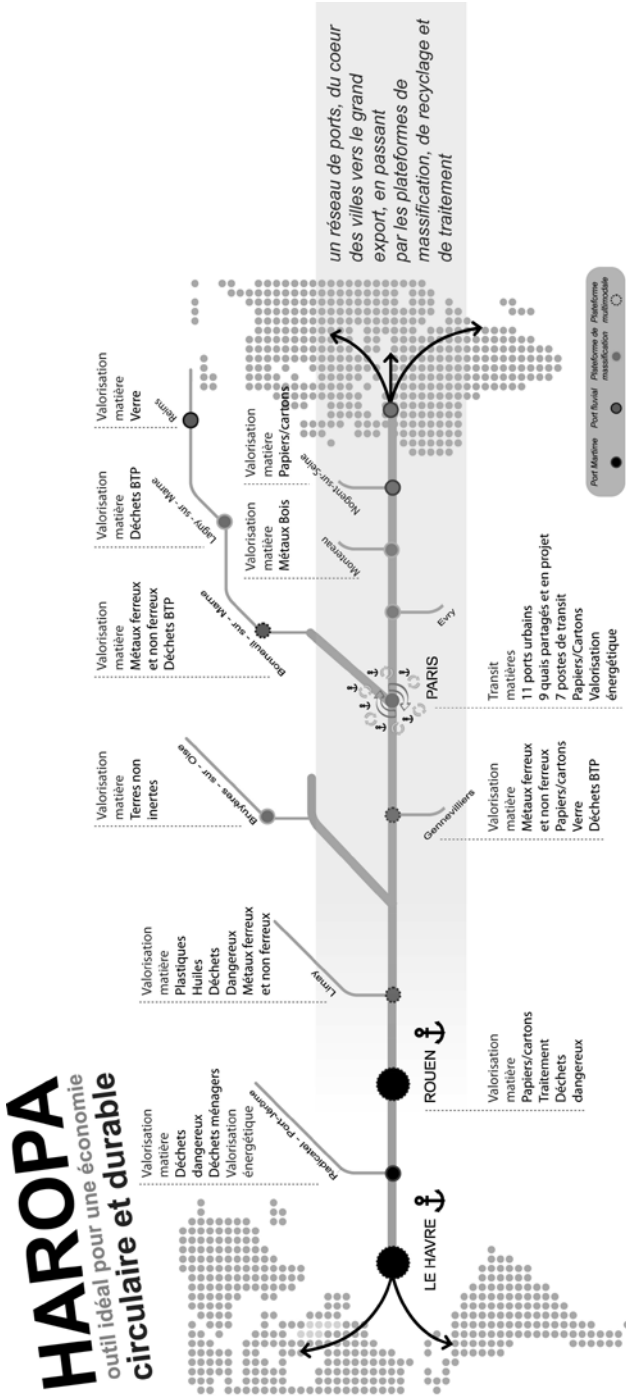 HAROPA
outil idéal pour une économie
circulaire et durable
Valorisation
matière
Déchets
dangereux
Déchets ménagers
Valorisation
énergétique
Radicatel - Port-Jérôme
Valorisation
matière
Plastiques
Huiles
Déchets
Dangereux
Métaux ferreux
et non ferreux
Limay
Valorisation
matière
Terres non
inertes
Bruyères - sur - Oise
Valorisation
matière
Métaux ferreux
et non ferreux
Déchets BTP
Bonneuil - sur - Marne
Valorisation
matière
Déchets BTP
Lagny - sur - Marne
Valorisation
matière
Verre
Reims
Valorisation
matière
Métaux Bois
Montereau
Valorisation
matière
Papiers/cartons
Nogent-sur-Seine
un réseau de ports, du coeur
des villes vers le grand
export, en passant
par les plateformes de
massification, de recyclage et
de traitement
LE HAVRE
ROUEN
Valorisation
matière
Papiers/cartons
Traitement
Déchets
dangereux
Gennevilliers
Valorisation
matière
Métaux ferreux
et non ferreux
Papiers/cartons
Verre
Déchets BTP
PARIS
Transit
matières
11 ports urbains
9 quais partagés et en projet
7 postes de transit
Papiers/Cartons
Valorisation
énergétique
Evry
Port Martime
Port fluvial
Plateforme de
massification
Plateforme
multimodale